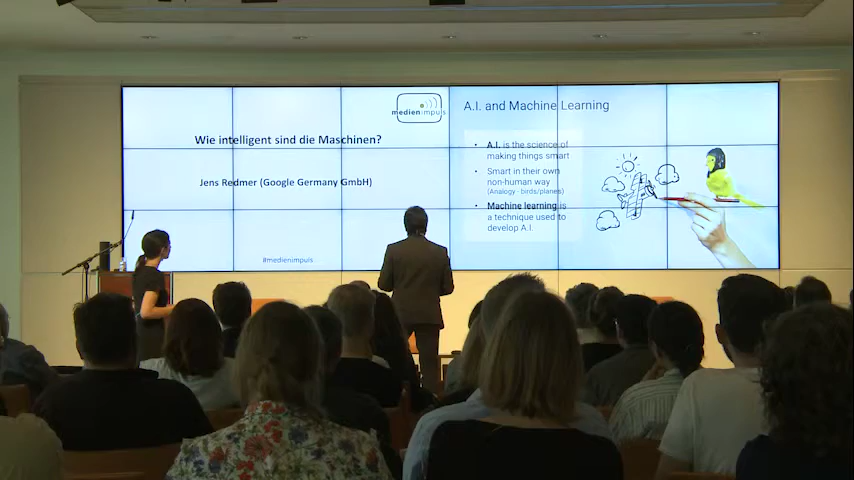 medienimpuls
Wie intelligent sind die Maschinen?
Jens Redmer (Google Germany GmbH)
#medienimpuls
A.I. and Machine Learning
• A.I. is the science of
making things smart
• Smart in their own
non-human way
(Analogy - birds/planes)
• Machine learning is
a technique used to
develop A.I.